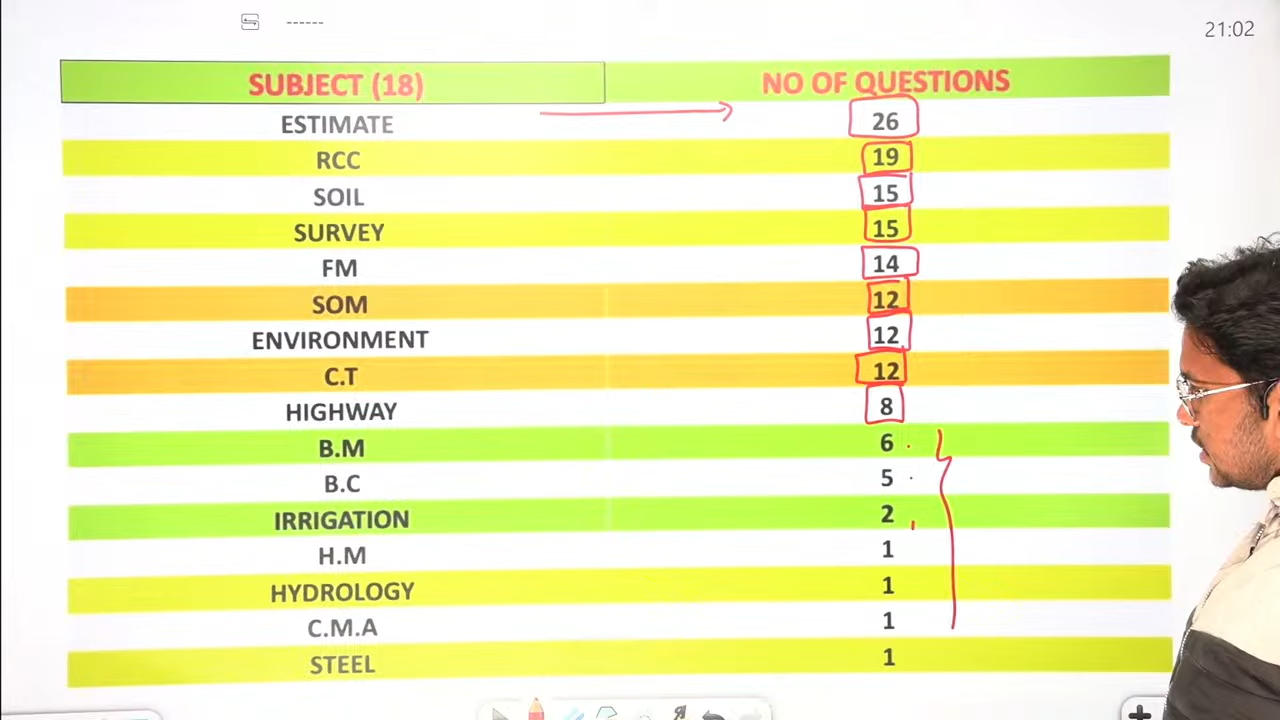 ------
21:02
SUBJECT (18) NO OF QUESTIONS
ESTIMATE 26
RCC 19
SOIL 15
SURVEY 15
FM 14
SOM 12
ENVIRONMENT 12
C.T 12
HIGHWAY 8
B.M 6
B.C 5
IRRIGATION 2
H.M 1
HYDROLOGY 1
C.M.A 1
STEEL 1